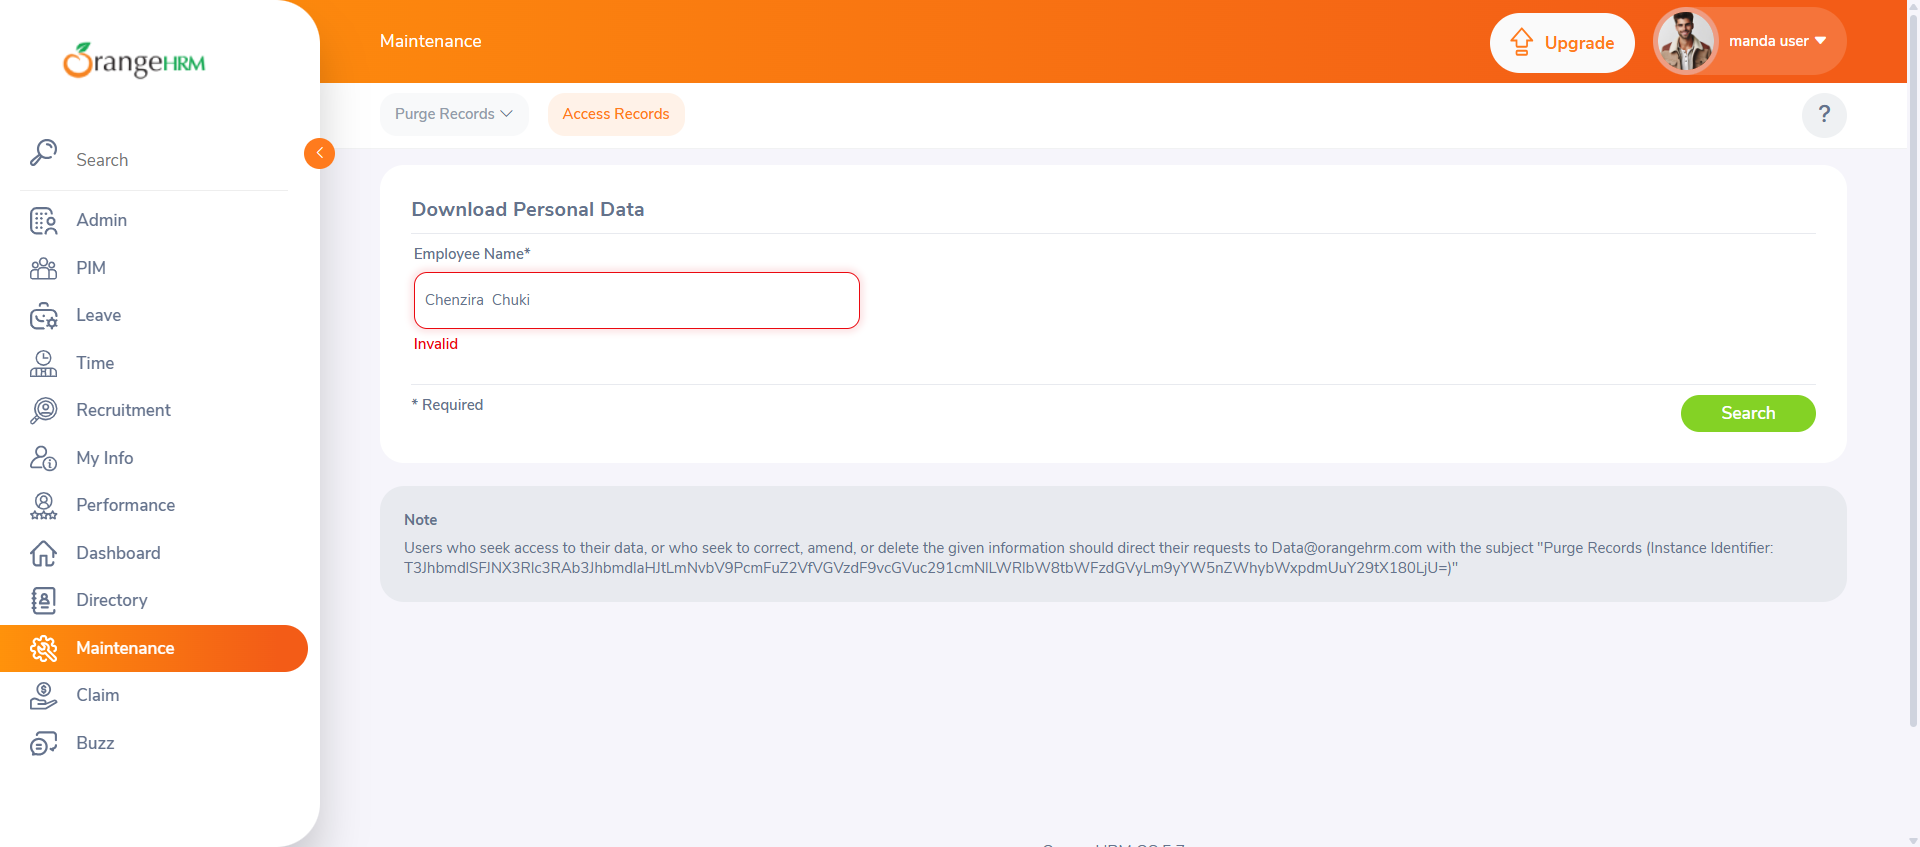 OrangeHRM
Maintenance
Upgrade
manda user
Purge Records
Access Records
?
Search
Admin
PIM
Leave
Time
Recruitment
My Info
Performance
Dashboard
Directory
Maintenance
Claim
Buzz
Download Personal Data
Employee Name*
Chenzira  Chuki
Invalid
* Required
Search
Note
Users who seek access to their data, or who seek to correct, amend, or delete the given information should direct their requests to Data@orangehrm.com with the subject "Purge Records (Instance Identifier: